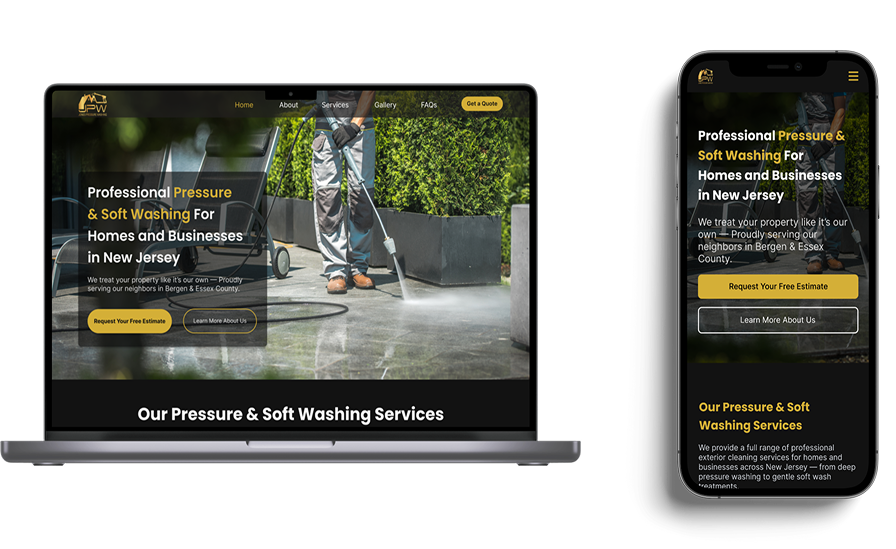 JPW
Home About Services Gallery FAQs Get a Quote
Professional Pressure
& Soft Washing For
Homes and Businesses
in New Jersey
We treat your property like it's our own — Proudly
serving our neighbors in Bergen & Essex County.
Request Your Free Estimate Learn More About Us
Our Pressure & Soft Washing Services
JPW
Professional Pressure &
Soft Washing For
Homes and Businesses
in New Jersey
We treat your property like it's our
own — Proudly serving our
neighbors in Bergen & Essex
County.
Request Your Free Estimate
Learn More About Us
Our Pressure & Soft
Washing Services
We provide a full range of professional
exterior cleaning services for homes and
businesses across New Jersey — from deep
pressure washing to gentle soft wash
treatments.